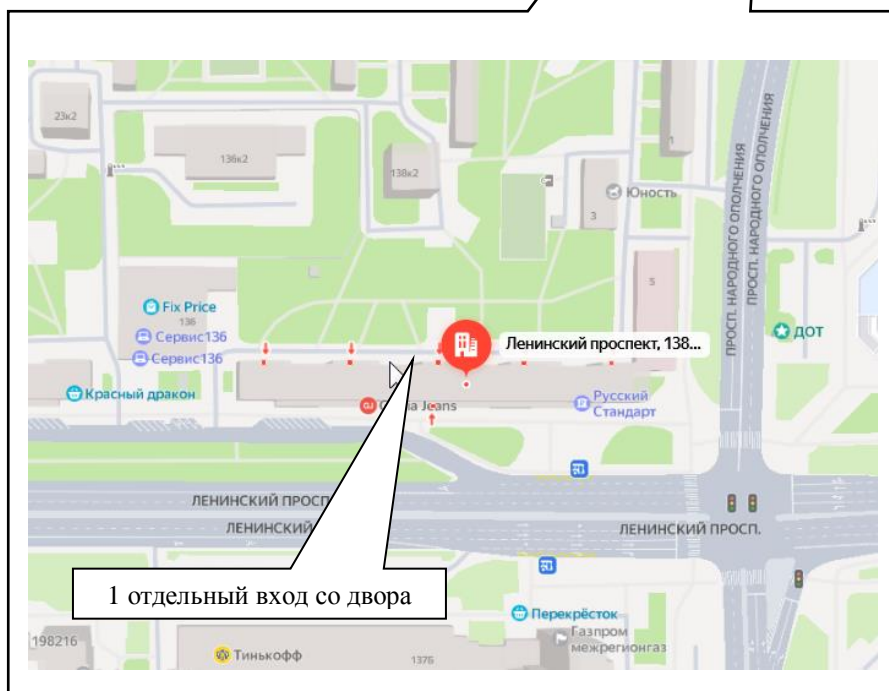 23к2
136к2
138к2
1
Юность
3
5
ПРОСП. НАРОДНОГО ОПОЛЧЕНИЯ
ПРОСП. НАРОДНОГО ОПОЛЧЕНИЯ
Fix Price
136
Сервис136
Сервис136
Ленинский проспект, 138...
ДОТ
Красный дракон
GJ
Jeans
Русский
Стандарт
ЛЕНИНСКИЙ ПРОСП
ЛЕНИНСКИЙ
ЛЕНИНСКИЙ ПРОСП.
1 отдельный вход со двора
Перекрёсток
Газпром
межрегионгаз
198216
Тинькофф
137Б